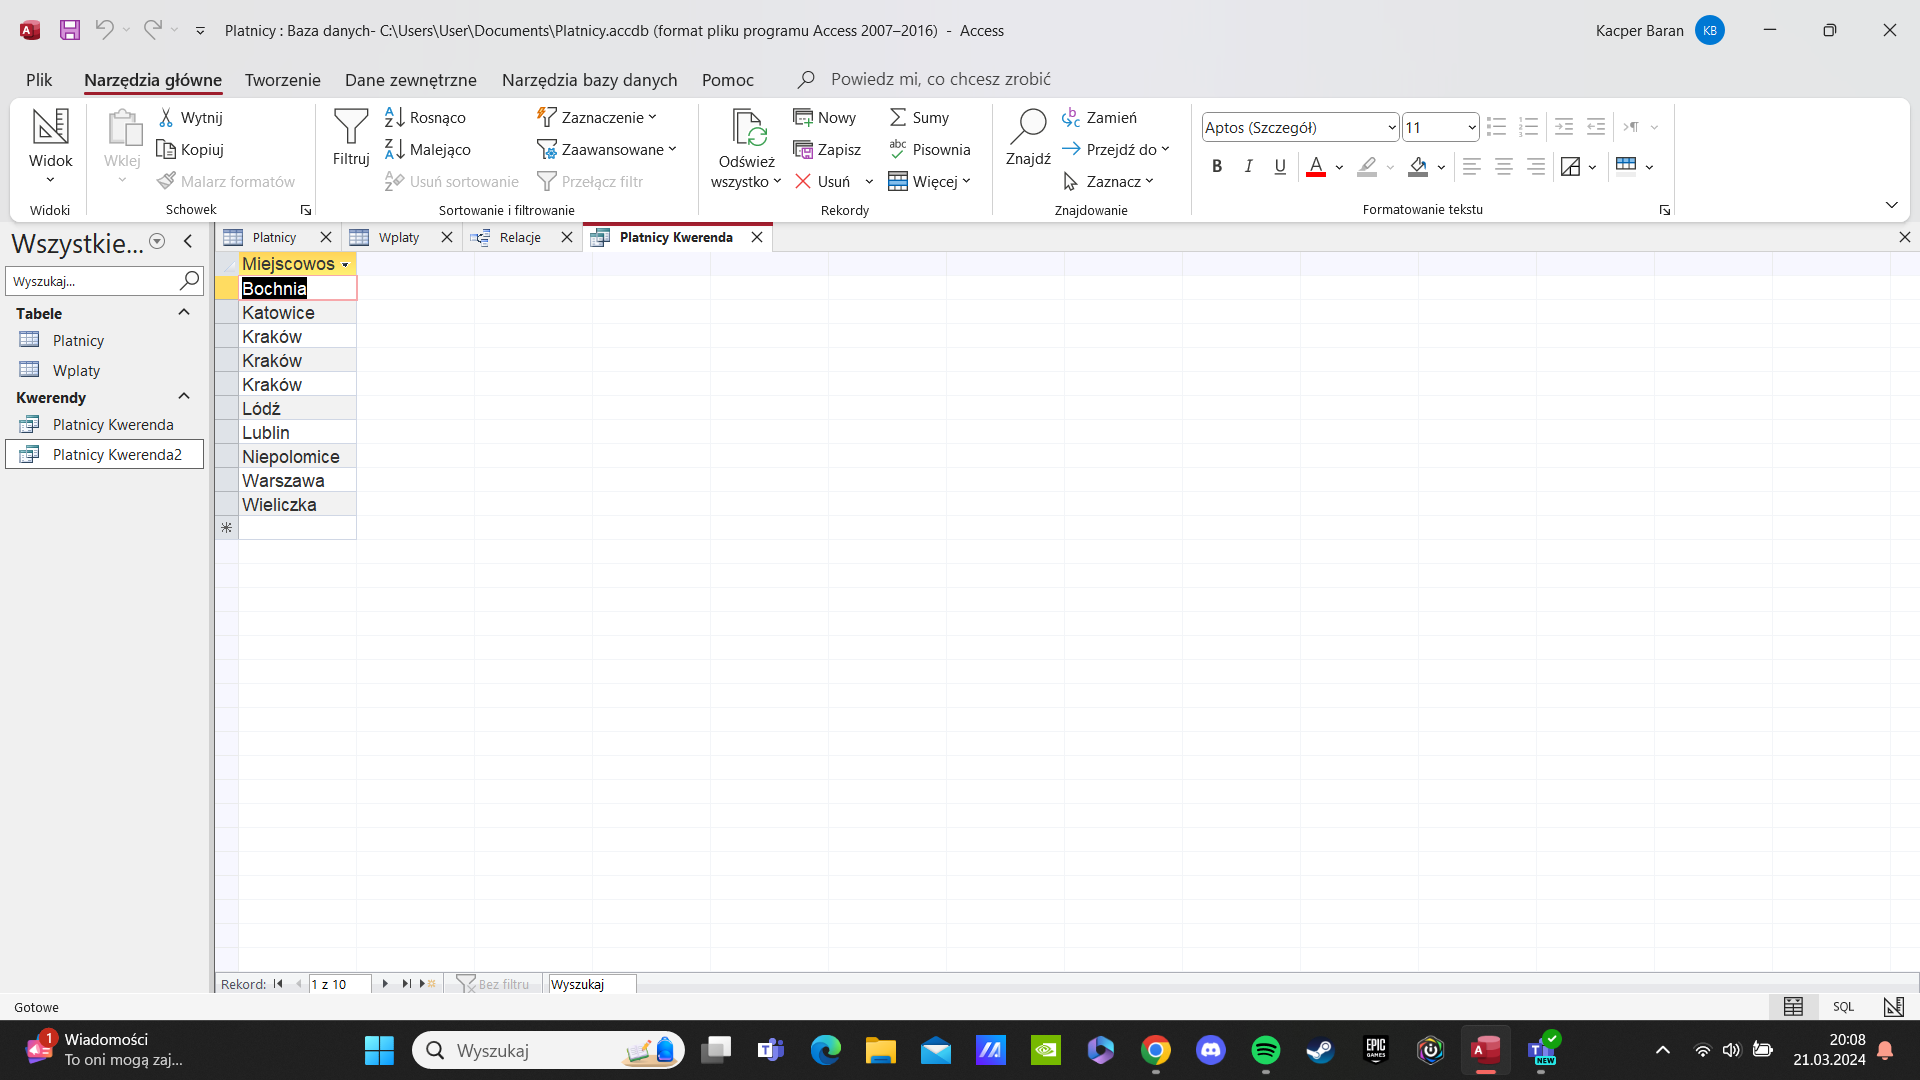 Platnicy : Baza danych- C:\Users\User\Documents\Platnicy.accdb (format pliku programu Access 2007–2016) - Access
Kacper Baran
KB
Plik
Narzędzia główne
Tworzenie
Dane zewnętrzne
Narzędzia bazy danych
Pomoc
Powiedz mi, co chcesz zrobić
Widok
Widoki
Wklej
Wytnij
Kopiuj
Malarz formatów
Schowek
Filtruj
Rosnąco
Malejąco
Usuń sortowanie
Zaznaczenie
Zaawansowane
Przełącz filtr
Sortowanie i filtrowanie
Odśwież
wszystko
Nowy
Zapisz
Usuń
Sumy
Pisownia
Więcej
Rekordy
Znajdź
Zamień
Przejdź do
Zaznacz
Znajdowanie
Aptos (Szczegół)
11
B I U A
Formatowanie tekstu
Wszystkie...
Wyszukaj...
Tabele
Platnicy
Wplaty
Kwerendy
Platnicy Kwerenda
Platnicy Kwerenda2
Platnicy
Wplaty
Relacje
Platnicy Kwerenda
Miejscowos
Bochnia
Katowice
Kraków
Kraków
Kraków
Lódź
Lublin
Niepolomice
Warszawa
Wieliczka
Rekord:
1 z 10
Bez filtru
Wyszukaj
Gotowe
SQL
1
Wiadomości
To oni mogą zaj...
Wyszukaj
EPIC
GAMES
NEW
20:08
21.03.2024